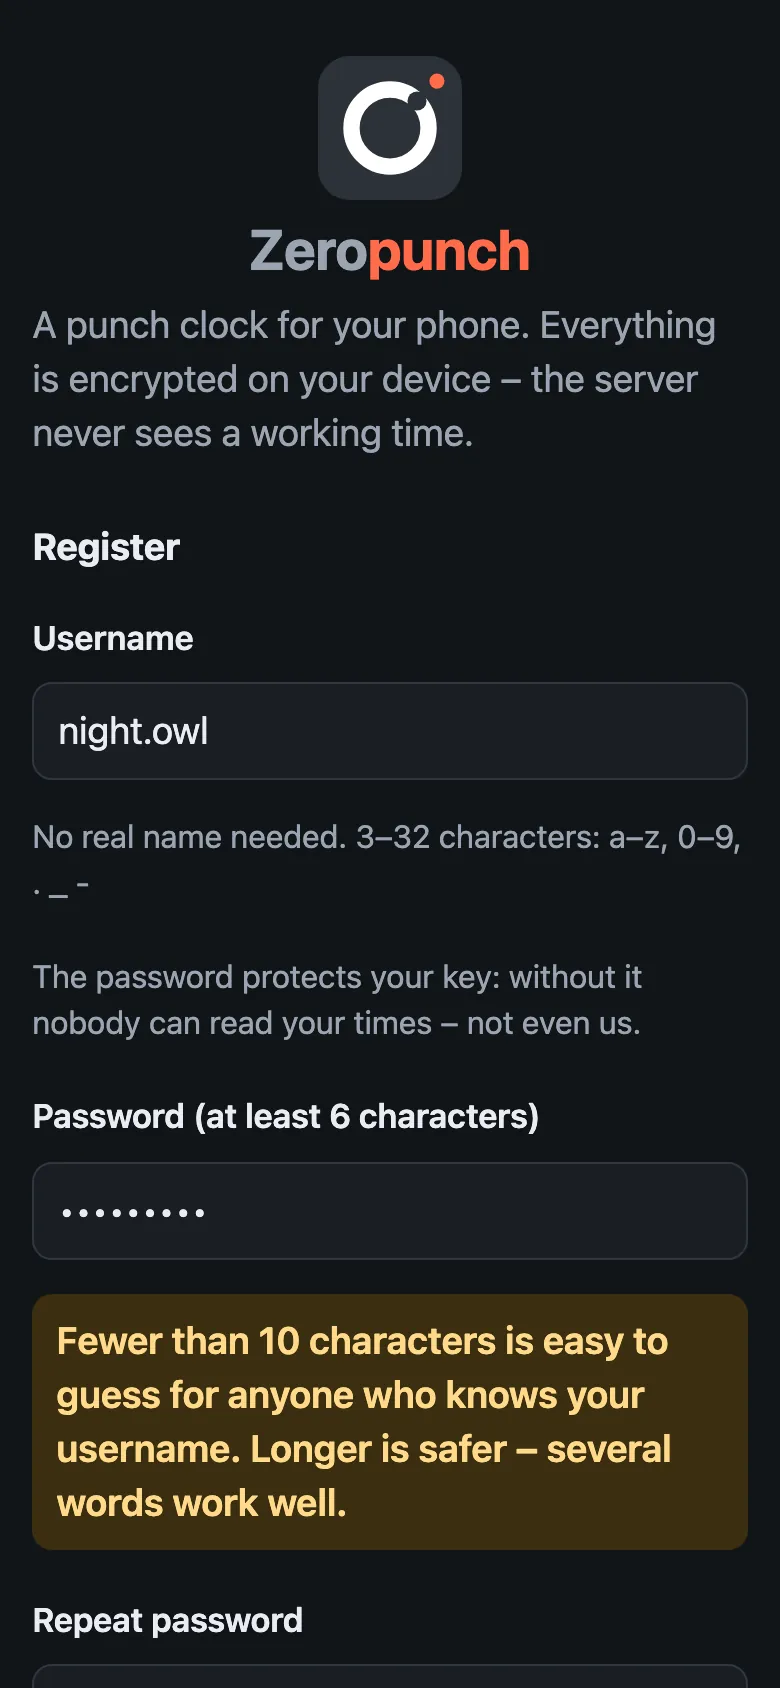 Zeropunch
A punch clock for your phone. Everything
is encrypted on your device – the server
never sees a working time.
Register
Username
night.owl
No real name needed. 3–32 characters: a–z, 0–9,
. _ -
The password protects your key: without it
nobody can read your times – not even us.
Password (at least 6 characters)
•••••••••
Fewer than 10 characters is easy to
guess for anyone who knows your
username. Longer is safer – several
words work well.
Repeat password